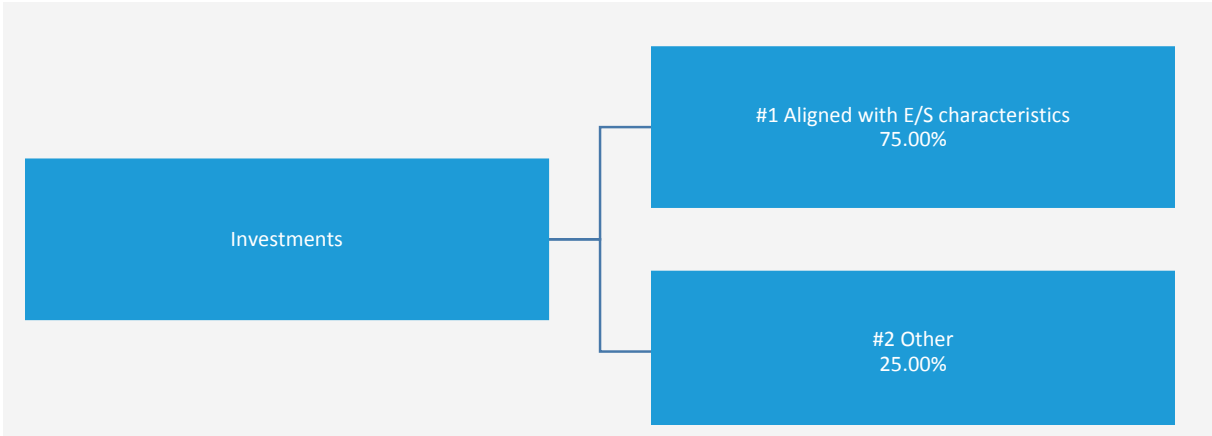 Investments
#1 Aligned with E/S characteristics
75.00%
#2 Other
25.00%